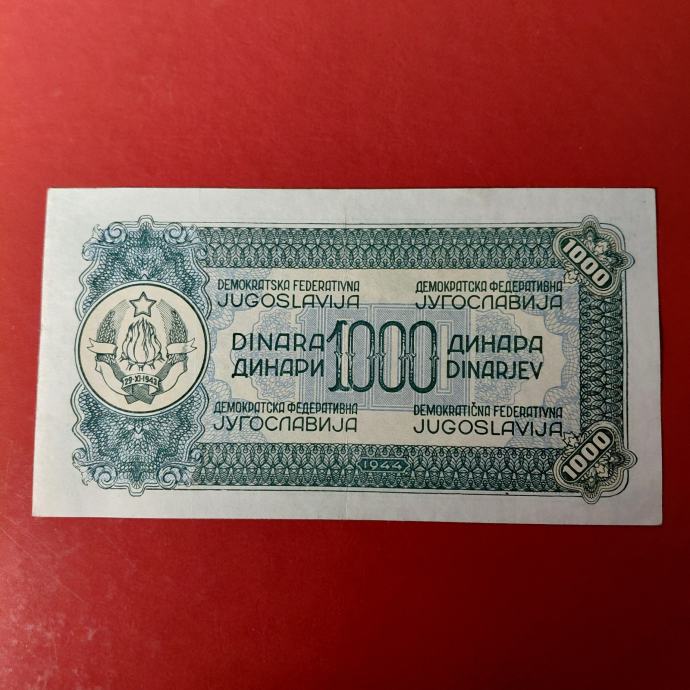 1000
DEMOKRATSKA FEDERATIVNA
JUGOSLAVIJA
ДЕМОКРАТСКА ФЕДЕРАТИВНА
ЈУГОСЛАВИЈА
DINARA 1000 ДИНАРА
ДИНАРИ DINARJEV
29·XI·1943
ДЕМОКРАТСКА ФЕДЕРАТИВНА
ЈУГОСЛАВИЈА
DEMOKRATIČNA FEDERATIVNA
JUGOSLAVIJA
1944
1000